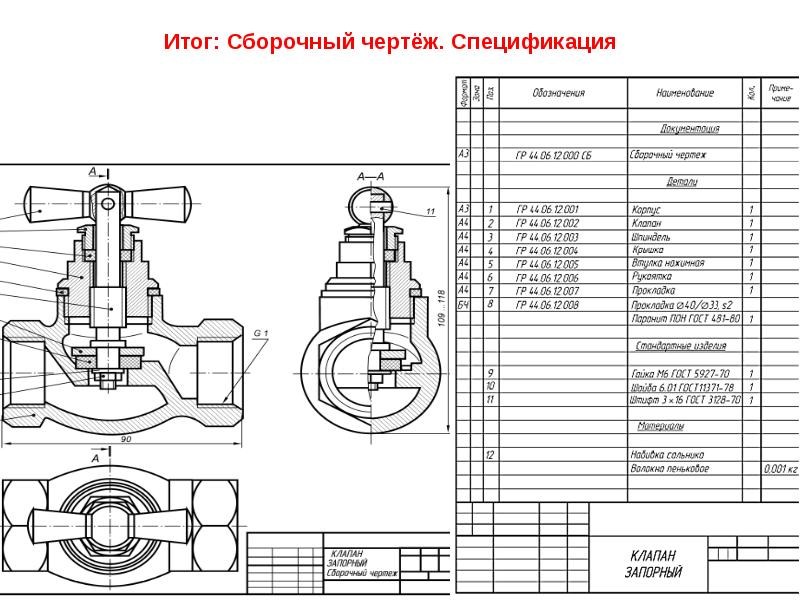 Итог: Сборочный чертёж. Спецификация
А
А—А
11
109...118
G 1
90
А
КЛАПАН
ЗАПОРНЫЙ
Сборочный чертеж
Формат Зона Поз. Обозначения Наименование Кол. Приме-
чание
Документация
А3 ГР 44.06.12.000 СБ Сборочный чертеж
Детали
А3 1 ГР 44.06.12.001 Корпус 1
А4 2 ГР 44.06.12.002 Клапан 1
А4 3 ГР 44.06.12.003 Шпиндель 1
А4 4 ГР 44.06.12.004 Крышка 1
А4 5 ГР 44.06.12.005 Втулка нажимная 1
А4 6 ГР 44.06.12.006 Рукоятка 1
А4 7 ГР 44.06.12.007 Прокладка 1
БЧ 8 ГР 44.06.12.008 Прокладка ∅40/∅33, s2
Паронит ПОН ГОСТ 481-80 1
Стандартные изделия
9 Гайка М6 ГОСТ 5927-70 1
10 Шайба 6.01 ГОСТ11371-78 1
11 Штифт 3×16 ГОСТ 3128-70 1
Материалы
12 Набивка сольника
Волокна пеньковое 0,001 кг
КЛАПАН
ЗАПОРНЫЙ